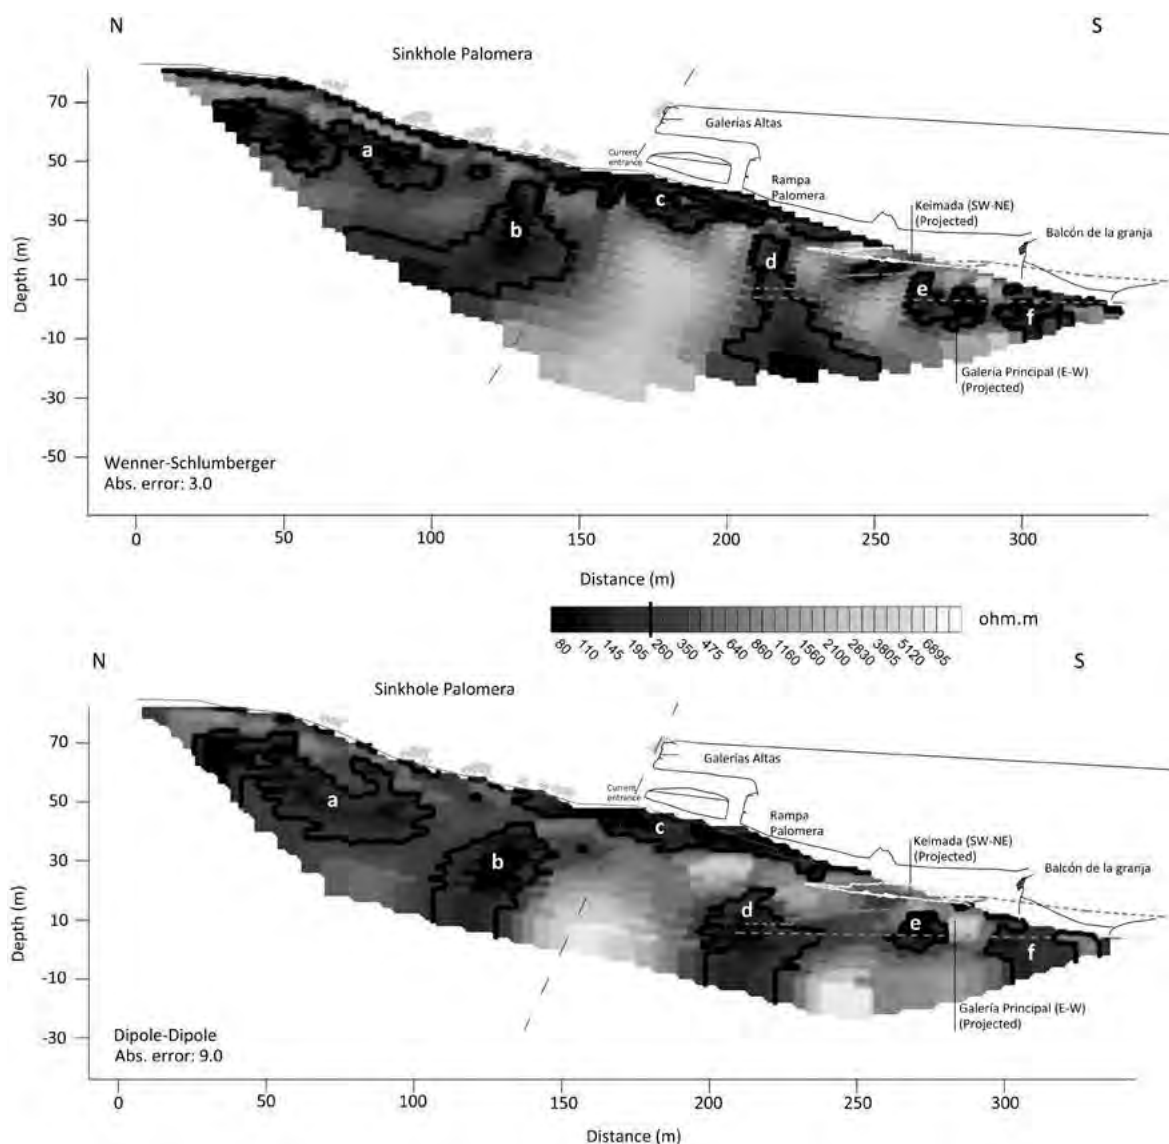 N
S
Sinkhole Palomera
Galerías Altas
Current
entrance
Rampa
Palomera
Keimada (SW-NE)
(Projected)
Balcón de la granja
a
b
c
d
e
f
Galería Principal (E-W)
(Projected)
Depth (m)
70
50
30
10
-10
-30
-50
Wenner-Schlumberger
Abs. error: 3.0
0 50 100 150 200 250 300
Distance (m)
ohm.m
80 110 145 195 260 350 475 640 860 1160 1560 2100 2830 3805 5120 6895
N
S
Sinkhole Palomera
Galerías Altas
Current
entrance
Rampa
Palomera
Keimada (SW-NE)
(Projected)
Balcón de la granja
a
b
c
d
e
f
Galería Principal (E-W)
(Projected)
Depth (m)
70
50
30
10
-10
-30
Dipole-Dipole
Abs. error: 9.0
0 50 100 150 200 250 300
Distance (m)